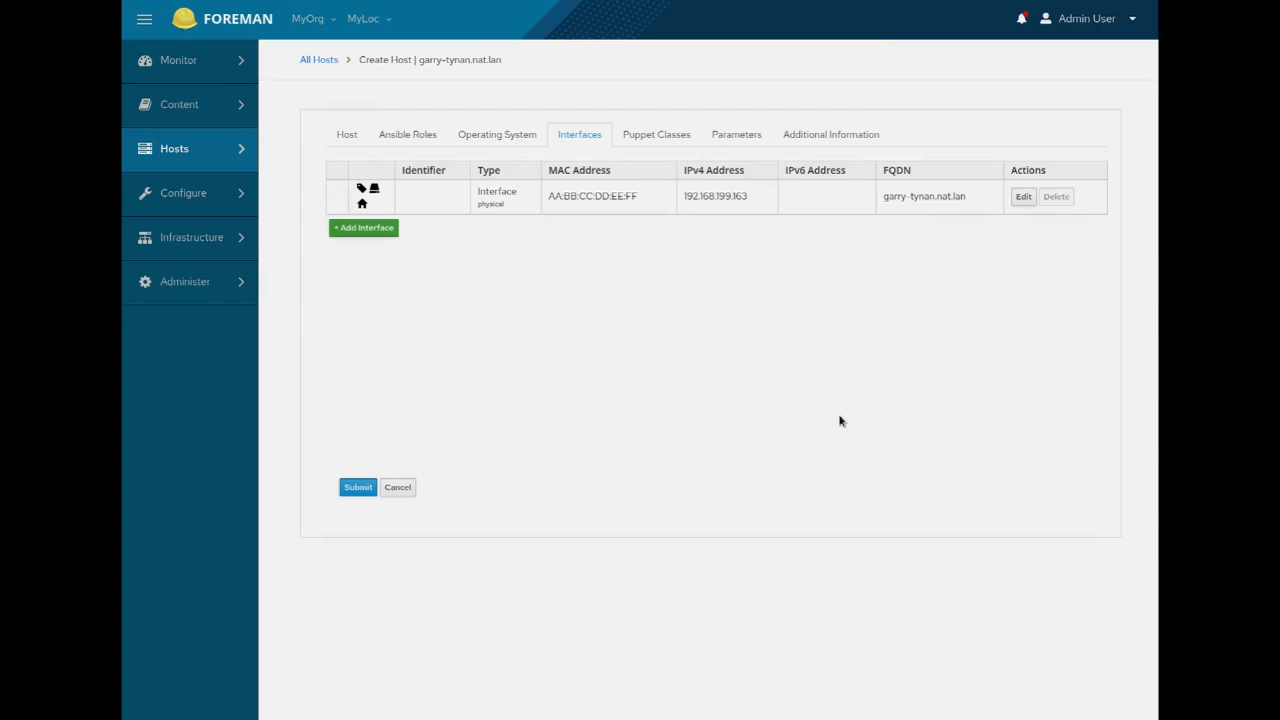 FOREMAN MyOrg MyLoc Admin User
Monitor
Content
Hosts
Configure
Infrastructure
Administer
All Hosts > Create Host | garry-tynan.nat.lan
Host Ansible Roles Operating System Interfaces Puppet Classes Parameters Additional Information
Identifier Type MAC Address IPv4 Address IPv6 Address FQDN Actions
Interface
physical
AA:BB:CC:DD:EE:FF 192.168.199.163 garry-tynan.nat.lan Edit Delete
+ Add Interface
Submit Cancel